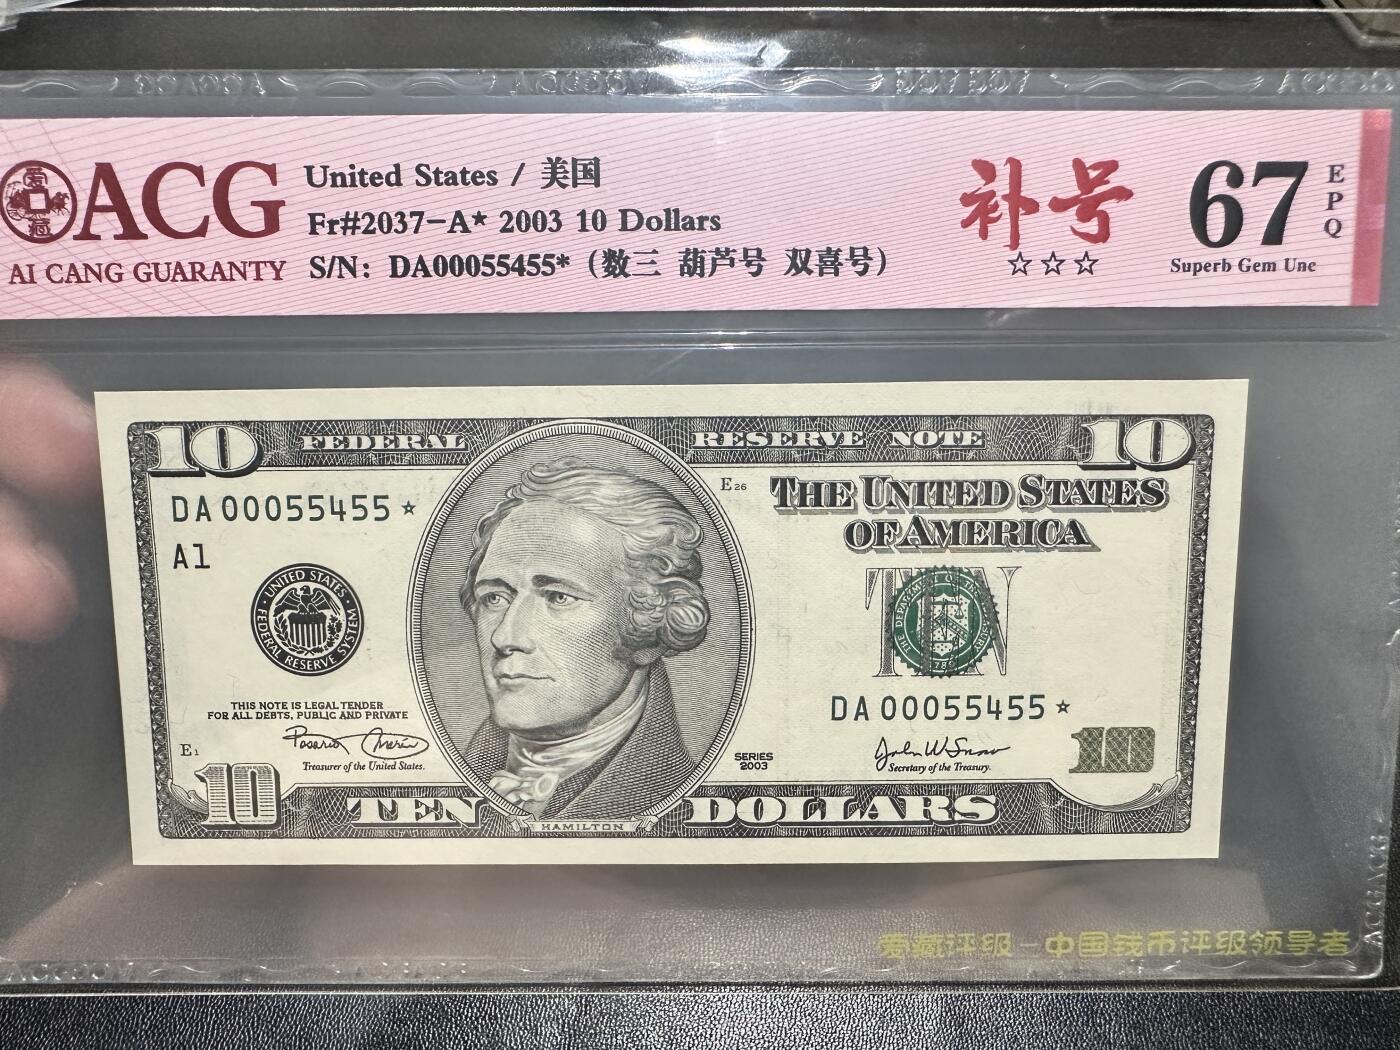 ACG
AI CANG GUARANTY
United States / 美国
Fr#2037-A★ 2003 10 Dollars
S/N: DA00055455* (数三 葫芦号 双喜号)
补号
☆☆☆
67
EPQ
Superb Gem Unc
10 FEDERAL RESERVE NOTE 10
DA 00055455 ☆
A1
E26
THE UNITED STATES
OF AMERICA
UNITED STATES FEDERAL RESERVE SYSTEM
TEN
THIS NOTE IS LEGAL TENDER
FOR ALL DEBTS, PUBLIC AND PRIVATE
DA 00055455 ☆
E1
Rosario Marin
Treasurer of the United States.
SERIES
2003
John W Snow
Secretary of the Treasury.
10
10
TEN DOLLARS
HAMILTON
爱藏评级-中国钱币评级领导者